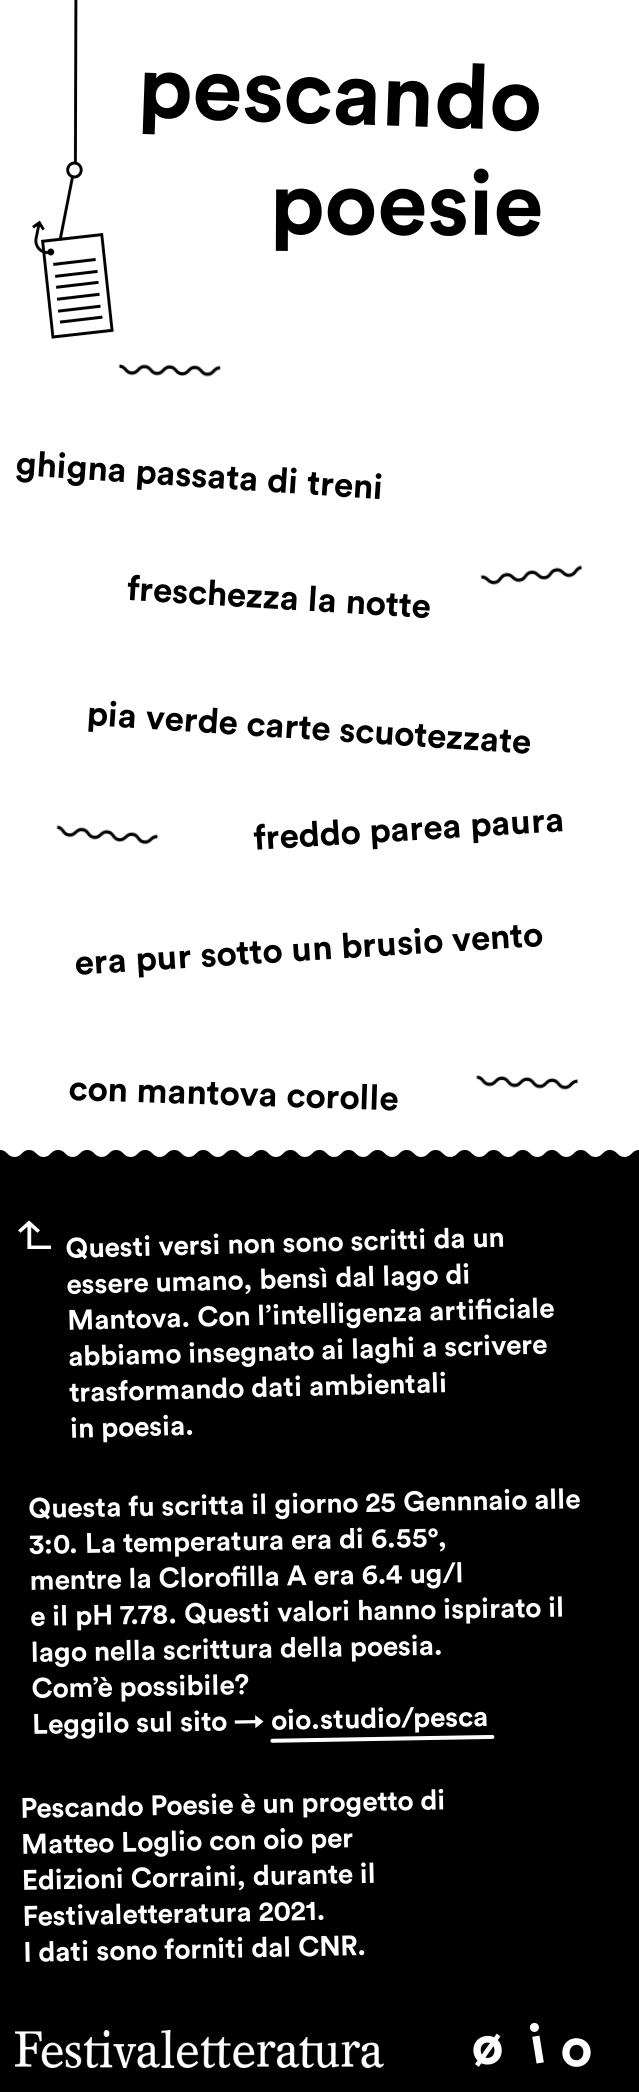 pescando
poesie
ghigna passata di treni
freschezza la notte
pia verde carte scuotezzate
freddo parea paura
era pur sotto un brusio vento
con mantova corolle
Questi versi non sono scritti da un
essere umano, bensì dal lago di
Mantova. Con l’intelligenza artificiale
abbiamo insegnato ai laghi a scrivere
trasformando dati ambientali
in poesia.
Questa fu scritta il giorno 25 Gennnaio alle
3:0. La temperatura era di 6.55°,
mentre la Clorofilla A era 6.4 ug/l
e il pH 7.78. Questi valori hanno ispirato il
lago nella scrittura della poesia.
Com’è possibile?
Leggilo sul sito → oio.studio/pesca
Pescando Poesie è un progetto di
Matteo Loglio con oio per
Edizioni Corraini, durante il
Festivaletteratura 2021.
I dati sono forniti dal CNR.
Festivaletteratura ø i o